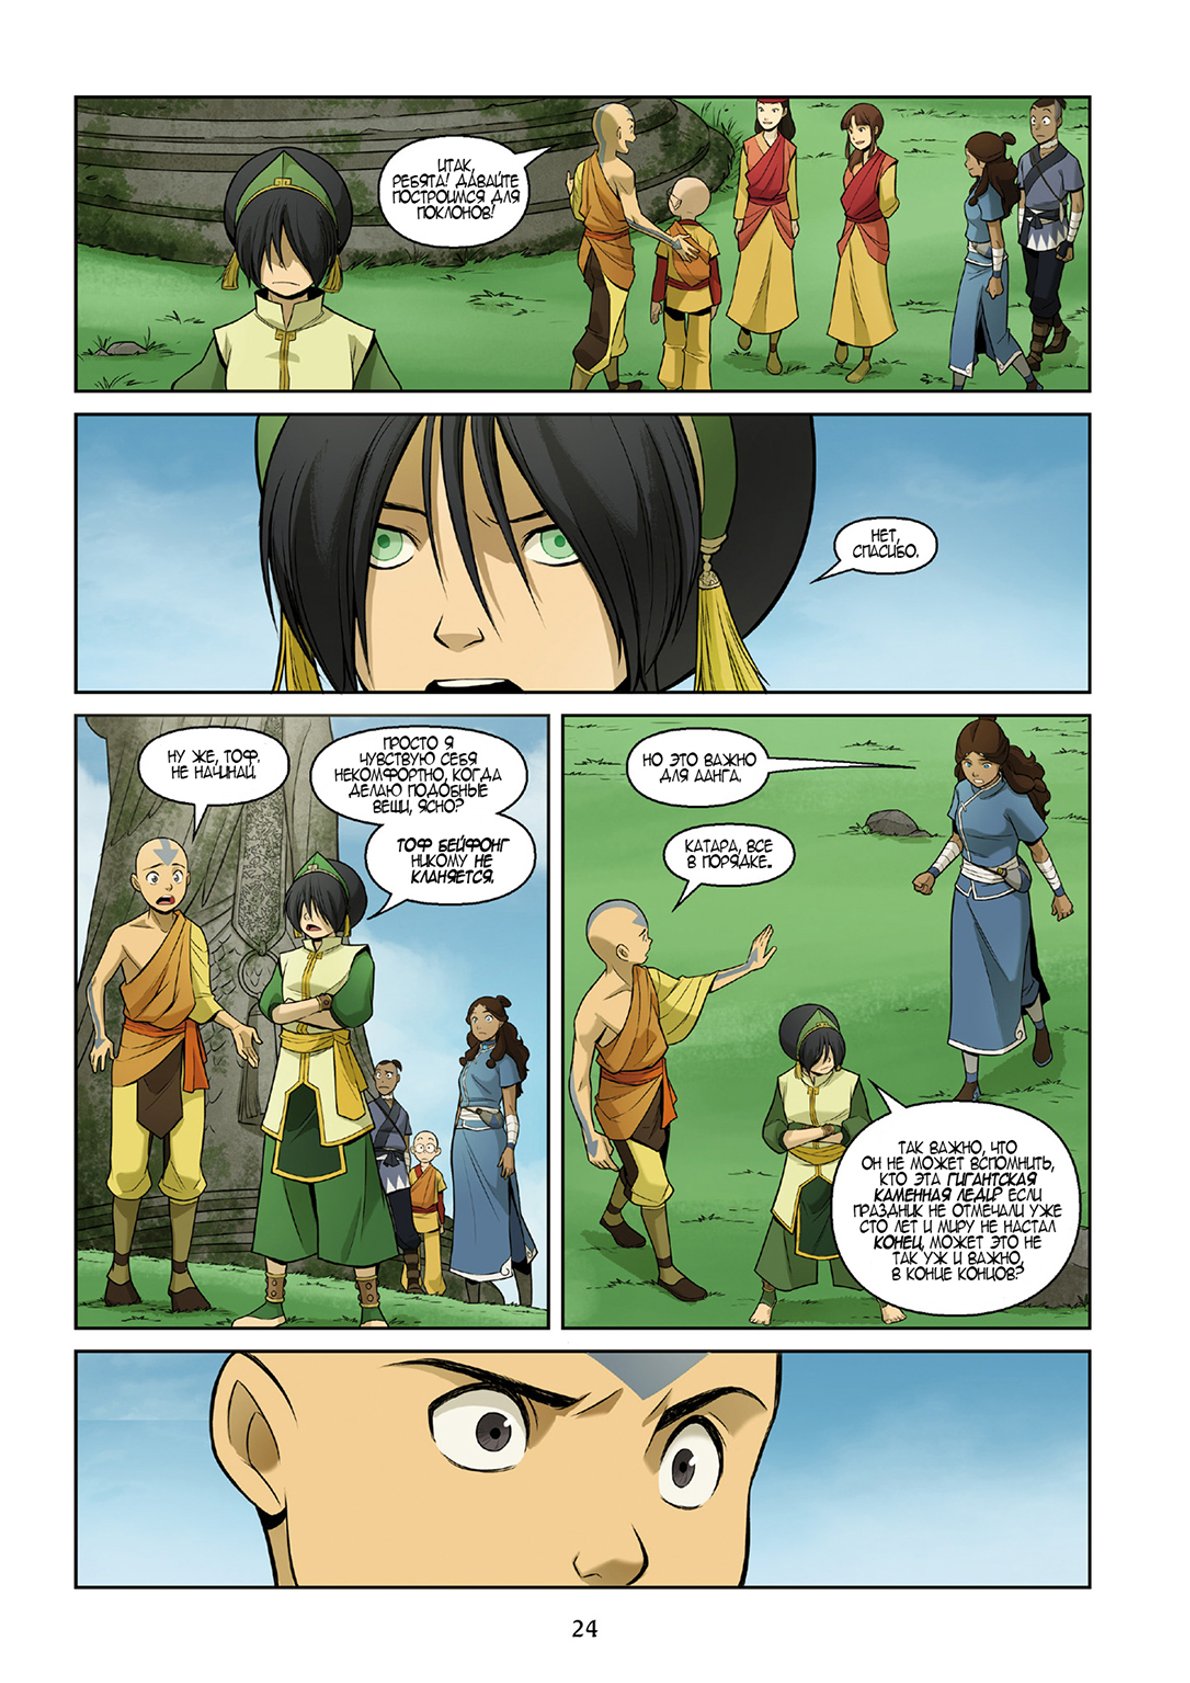 ИТАК,
РЕБЯТА! ДАВАЙТЕ
ПОСТРОИМСЯ ДЛЯ
ПОКЛОНОВ!
НЕТ,
СПАСИБО.
НУ ЖЕ, ТОФ.
НЕ НАЧИНАЙ.
ПРОСТО Я
ЧУВСТВУЮ СЕБЯ
НЕКОМФОРТНО, КОГДА
ДЕЛАЮ ПОДОБНЫЕ
ВЕЩИ, ЯСНО?
ТОФ БЕЙФОНГ
НИКОМУ НЕ
КЛАНЯЕТСЯ.
НО ЭТО ВАЖНО
ДЛЯ ААНГА.
КАТАРА, ВСЕ
В ПОРЯДКЕ...
ТАК ВАЖНО, ЧТО
ОН НЕ МОЖЕТ ВСПОМНИТЬ,
КТО ЭТА ГИГАНТСКАЯ
КАМЕННАЯ ЛЕДИ? ЕСЛИ
ПРАЗДНИК НЕ ОТМЕЧАЛИ УЖЕ
СТО ЛЕТ И МИРУ НЕ НАСТАЛ
КОНЕЦ, МОЖЕТ ЭТО НЕ
ТАК УЖ И ВАЖНО,
В КОНЦЕ КОНЦОВ?
24